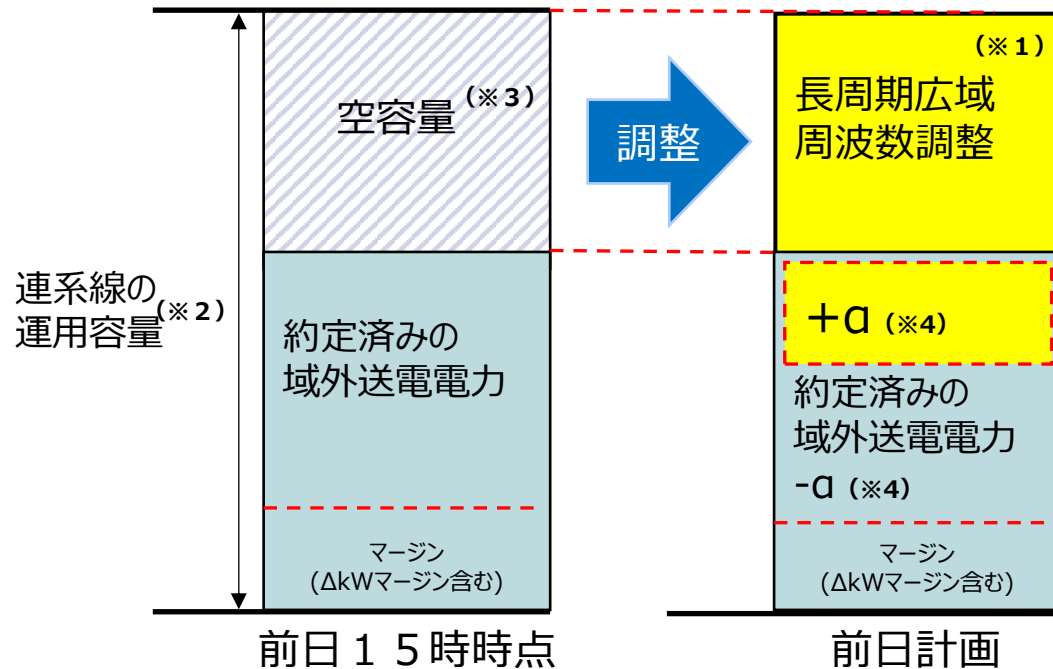 連系線の
運用容量(※２)
空容量(※３)
約定済みの
域外送電電力
マージン
(ΔkWマージン含む)
前日１５時時点
調整
(※１)
長周期広域
周波数調整
＋α(※４)
約定済みの
域外送電電力
-α(※４)
マージン
(ΔkWマージン含む)
前日計画